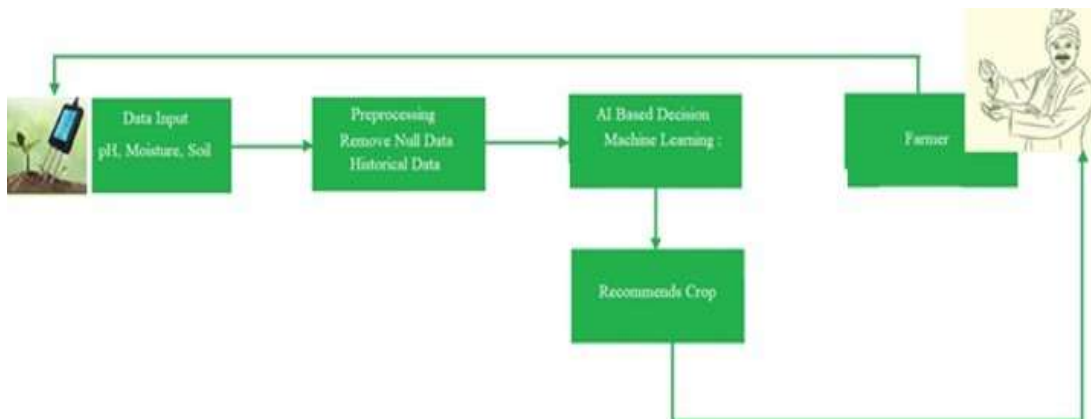 Data Input
pH, Moisture, Soil
Preprocessing
Remove Null Data
Historical Data
AI Based Decision
Machine Learning :
Farmer
Recommends Crop